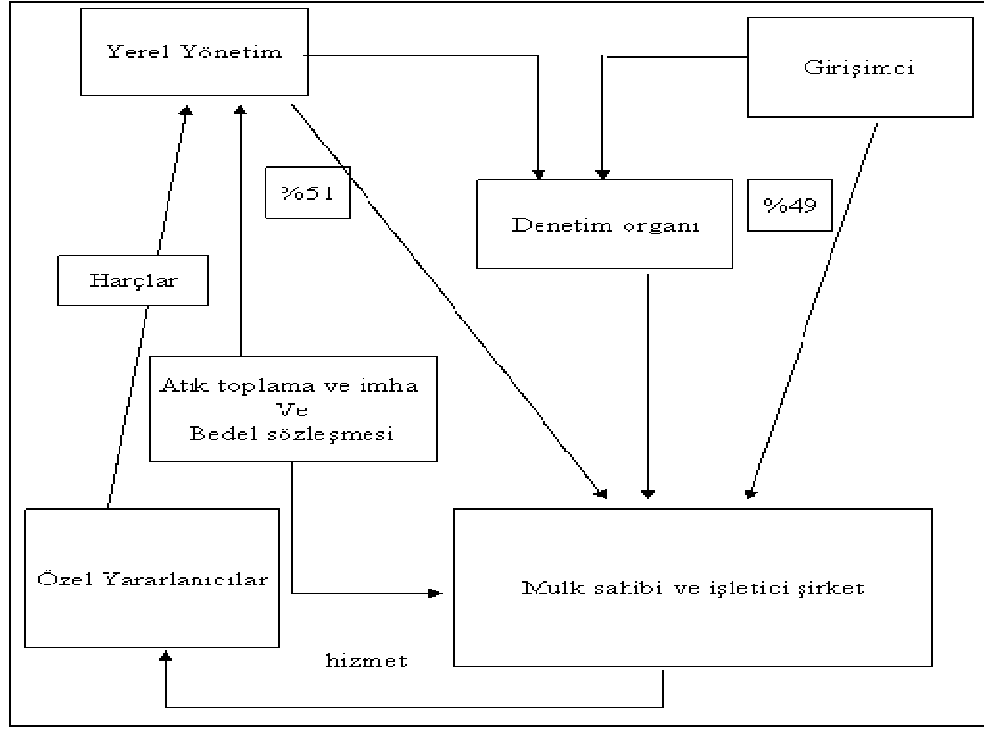 Yerel Yönetim
Girişimci
%51
%49
Denetim organı
Harçlar
Atık toplama ve imha
Ve
Bedel sözleşmesi
Özel Yararlanıcılar
Mulk sahibi ve işletici şirket
hizmet